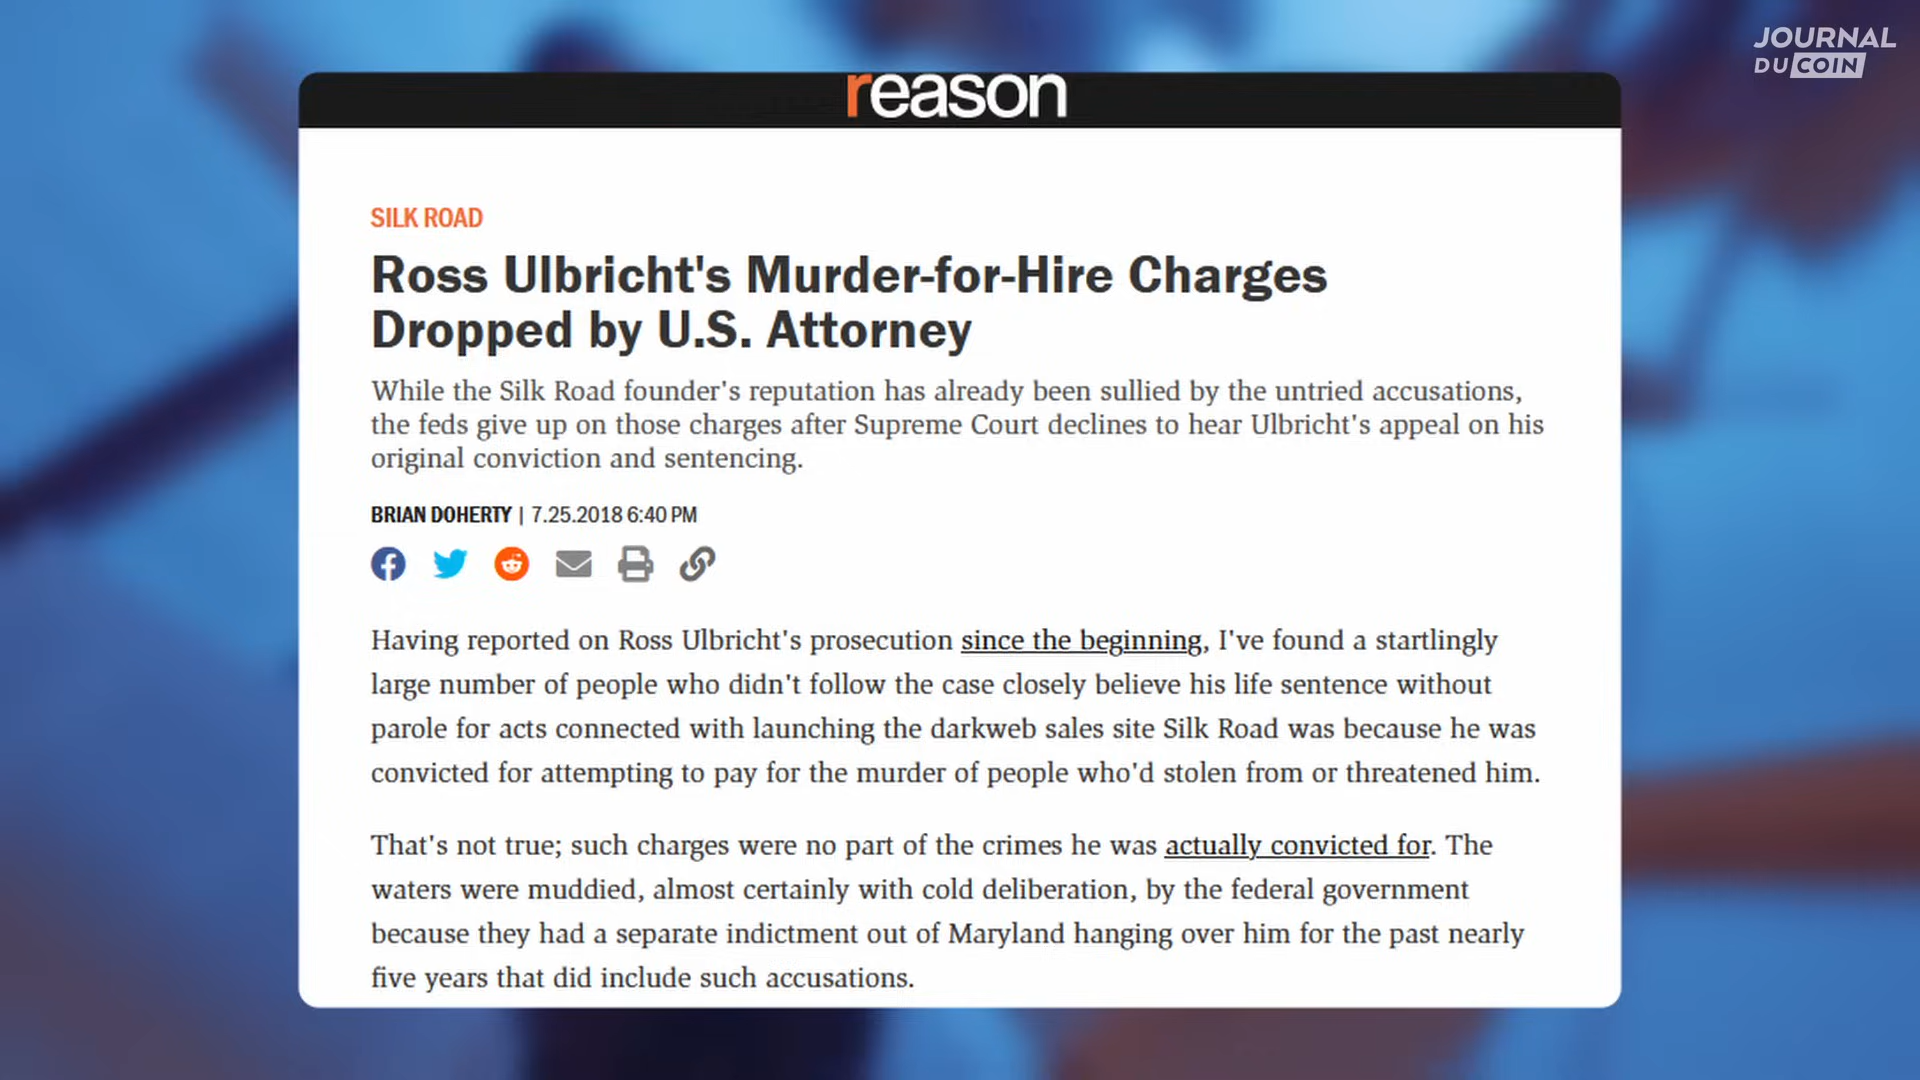 JOURNAL
DU COIN
reason
SILK ROAD
Ross Ulbricht's Murder-for-Hire Charges
Dropped by U.S. Attorney
While the Silk Road founder's reputation has already been sullied by the untried accusations,
the feds give up on those charges after Supreme Court declines to hear Ulbricht's appeal on his
original conviction and sentencing.
BRIAN DOHERTY | 7.25.2018 6:40 PM
Having reported on Ross Ulbricht's prosecution since the beginning, I've found a startlingly
large number of people who didn't follow the case closely believe his life sentence without
parole for acts connected with launching the darkweb sales site Silk Road was because he was
convicted for attempting to pay for the murder of people who'd stolen from or threatened him.
That's not true; such charges were no part of the crimes he was actually convicted for. The
waters were muddied, almost certainly with cold deliberation, by the federal government
because they had a separate indictment out of Maryland hanging over him for the past nearly
five years that did include such accusations.